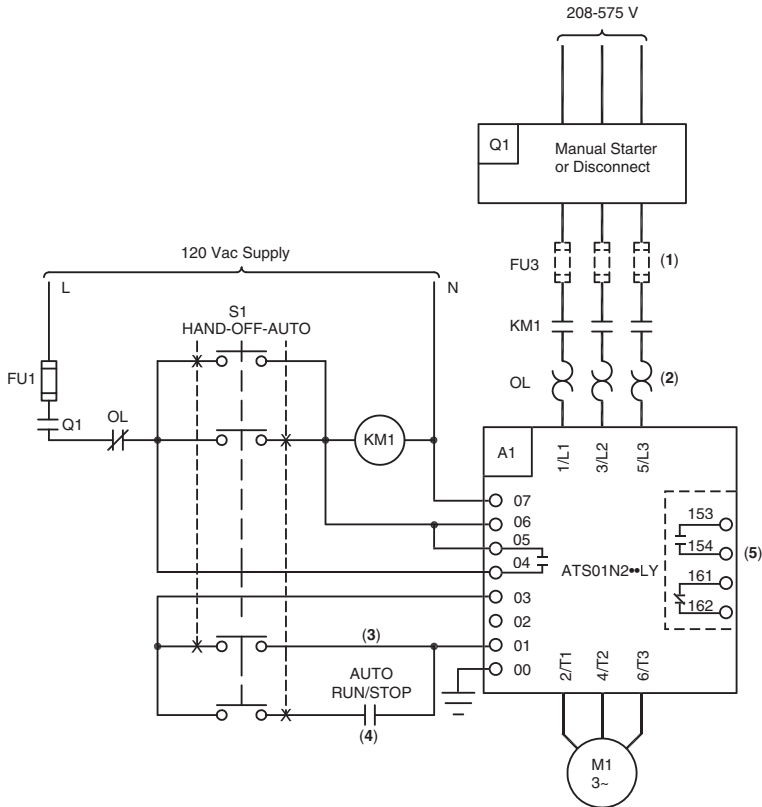 208-575 V
Q1
Manual Starter
or Disconnect
FU3
(1)
120 Vac Supply
L
N
S1
HAND-OFF-AUTO
KM1
FU1
Q1
OL
OL
(2)
KM1
A1
1/L1
3/L2
5/L3
07
06
05
04
03
02
01
00
ATS01N2••LY
153
154
161
162
(5)
(3)
AUTO
RUN/STOP
(4)
2/T1
4/T2
6/T3
M1
3~